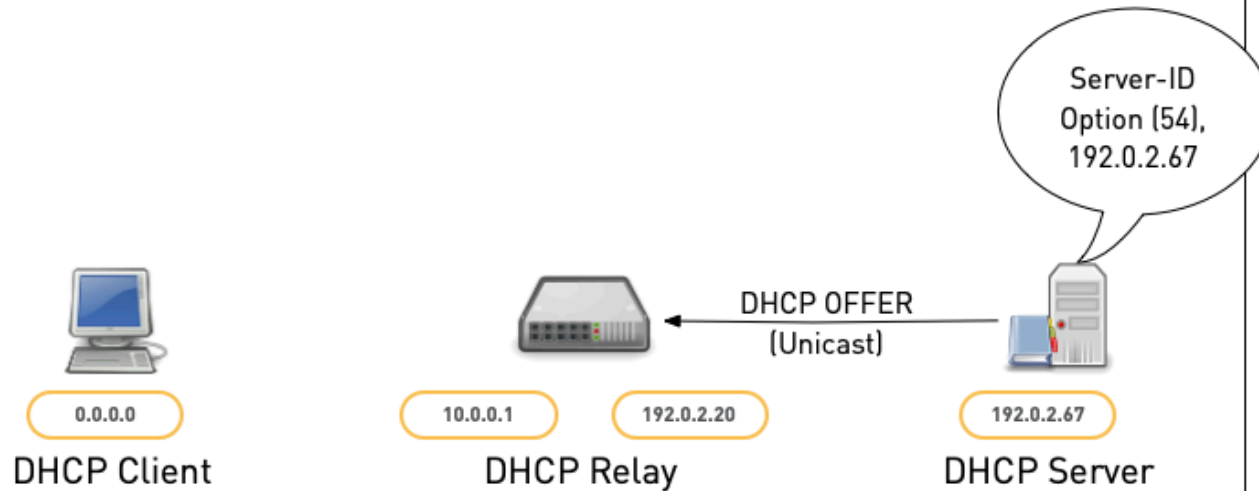 Server-ID
Option (54),
192.0.2.67
DHCP OFFER
(Unicast)
0.0.0.0
10.0.0.1
192.0.2.20
192.0.2.67
DHCP Client
DHCP Relay
DHCP Server